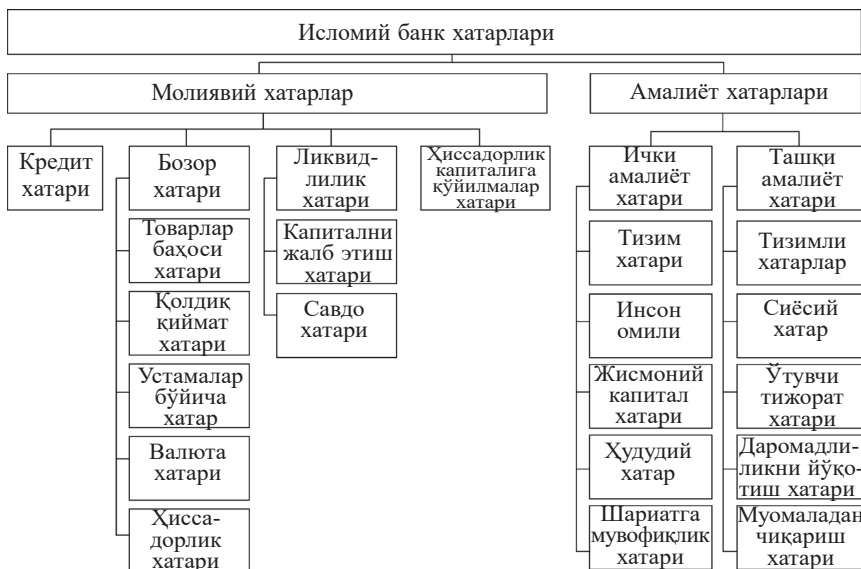 Исломий банк хатарлари
Молиявий хатарлар
Амалиёт хатарлари
Кредит
хатари
Бозор
хатари
Ликвид-
лилик
хатари
Ҳиссадорлик
капиталига
қўйилмалар
хатари
Ички
амалиёт
хатари
Ташқи
амалиёт
хатари
Товарлар
баҳоси
хатари
Капитални
жалб этиш
хатари
Тизим
хатари
Тизимли
хатарлар
Қолдиқ
қиймат
хатари
Савдо
хатари
Инсон
омили
Сиёсий
хатар
Устамалар
бўйича
хатар
Жисмоний
капитал
хатари
Ўтувчи
тижорат
хатари
Валюта
хатари
Ҳудудий
хатар
Даромадли-
ликни йўқо-
тиш хатари
Ҳисса-
дорлик
хатари
Шариатга
мувофиқлик
хатари
Муомаладан
чиқариш
хатари